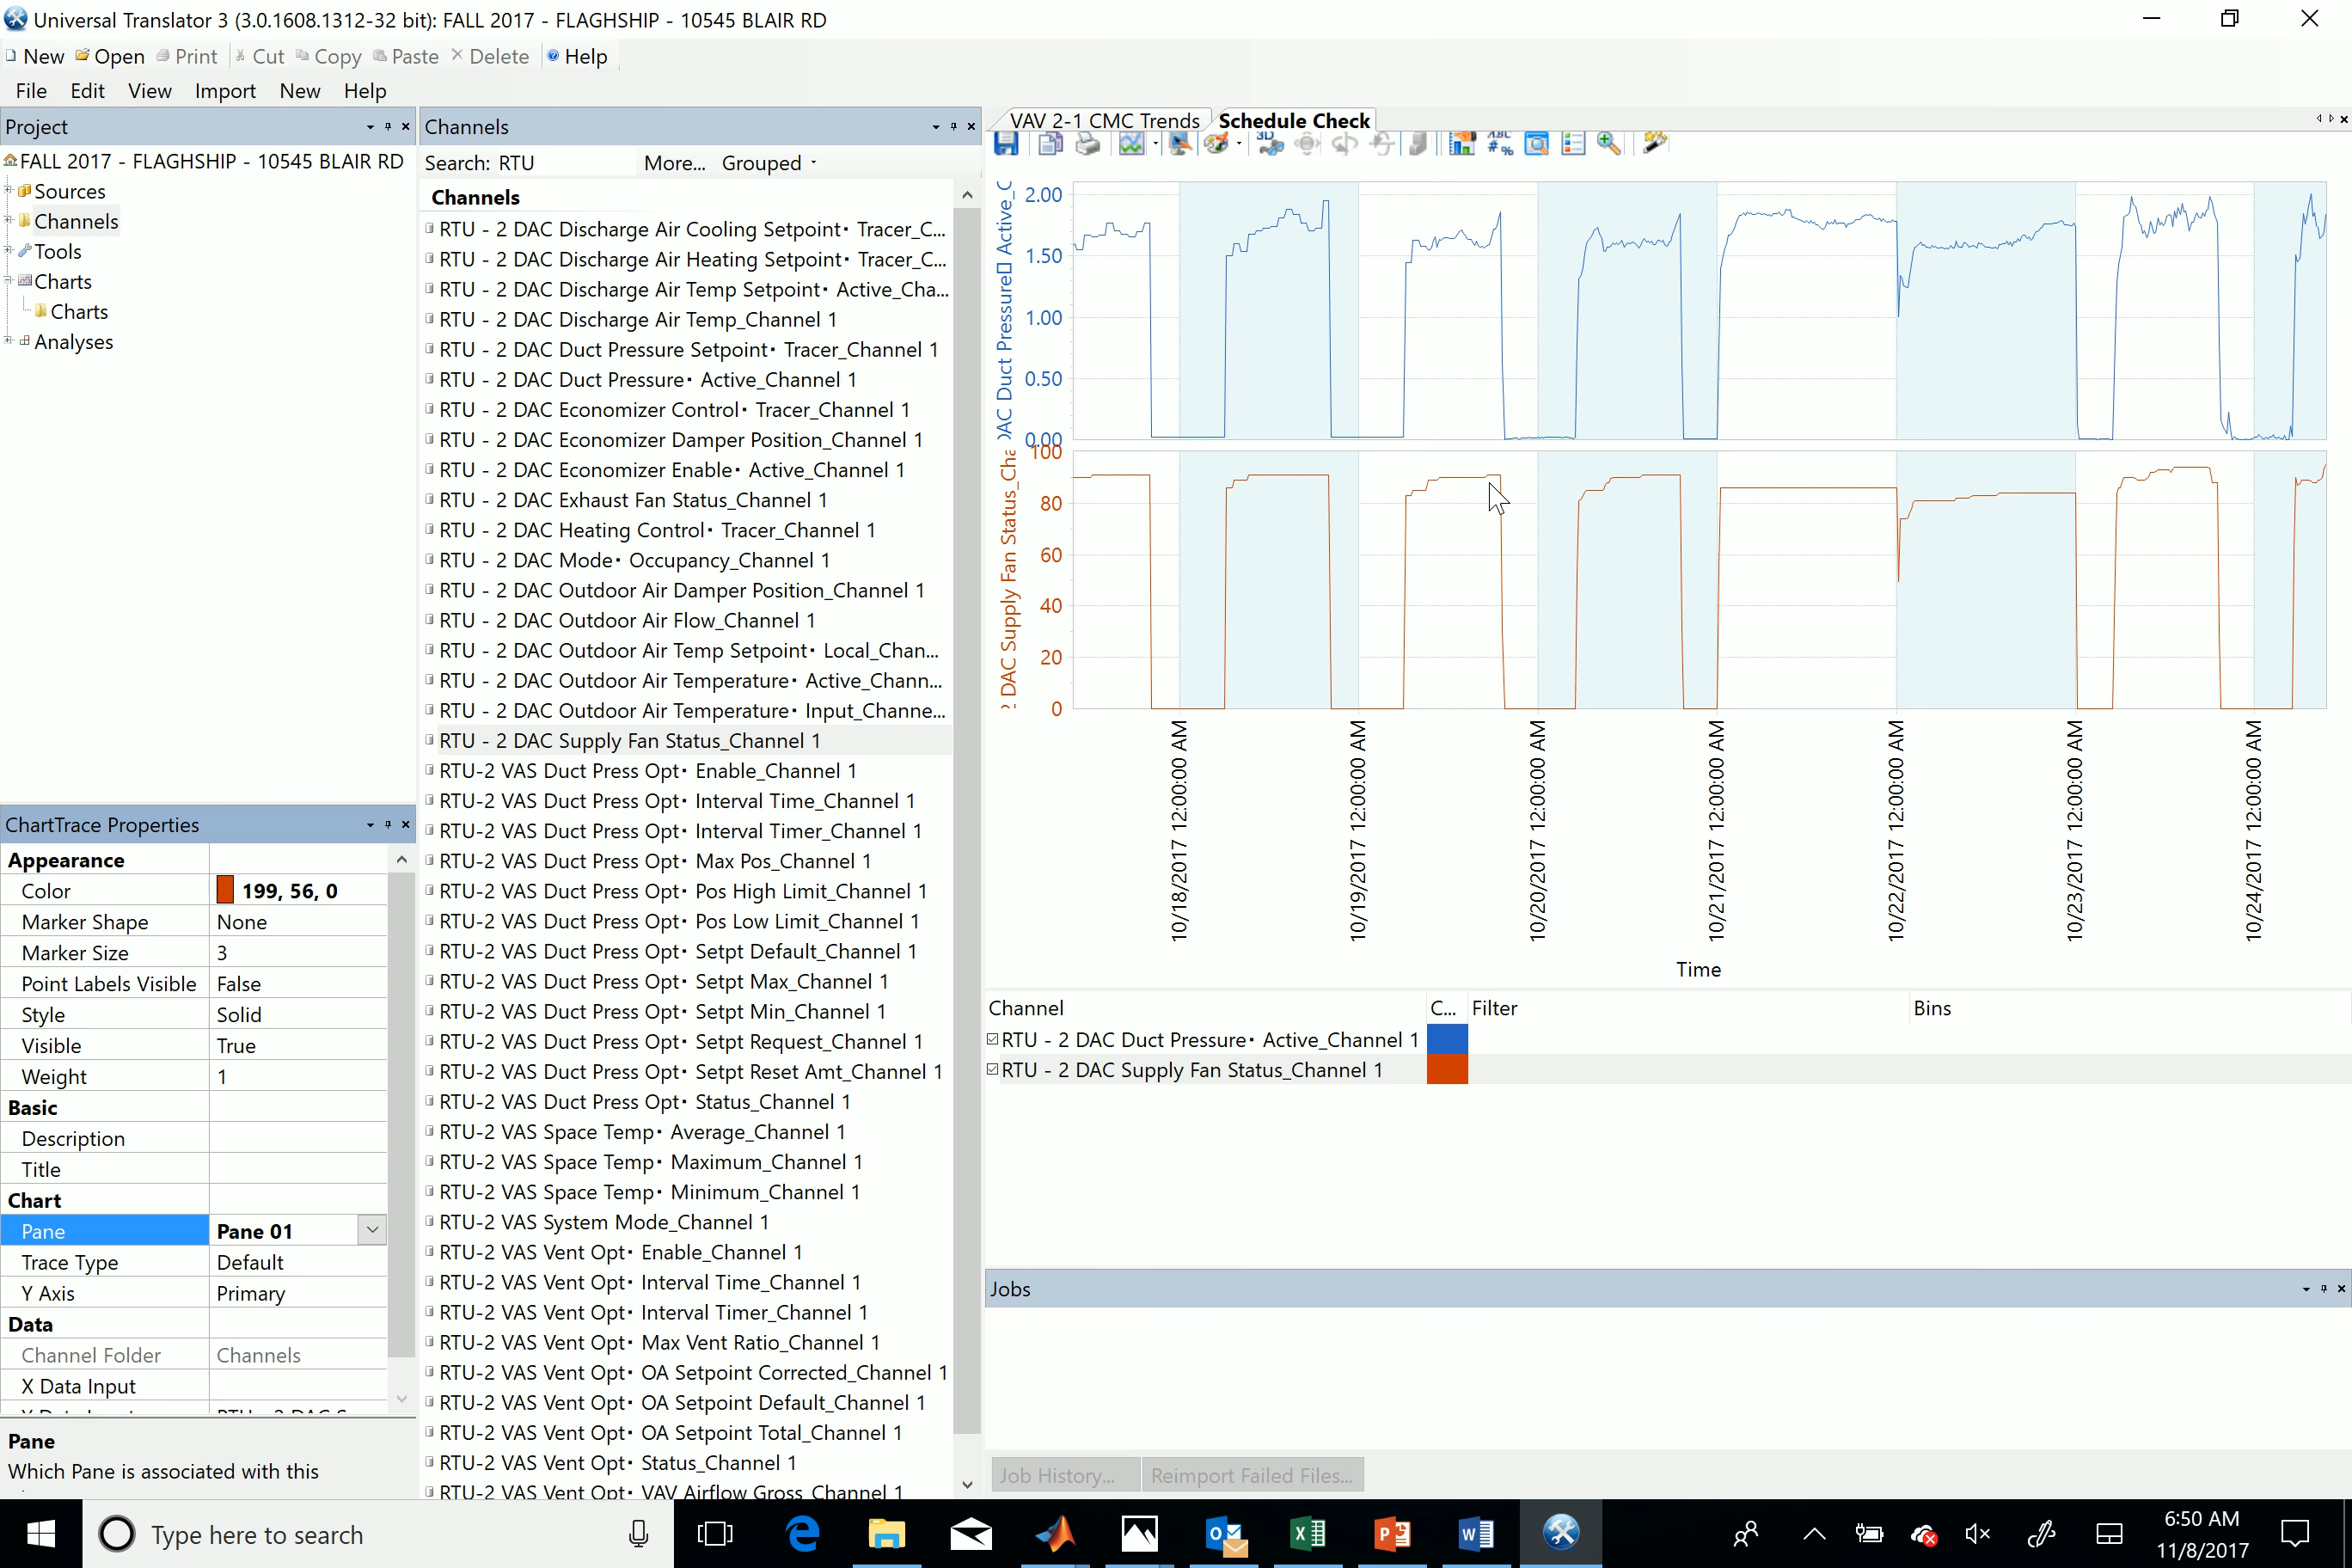 Universal Translator 3 (3.0.1608.1312-32 bit): FALL 2017 - FLAGHSHIP - 10545 BLAIR RD
New Open Print Cut Copy Paste Delete Help
File Edit View Import New Help
Project
FALL 2017 - FLAGHSHIP - 10545 BLAIR RD
Sources
Channels
Tools
Charts
Charts
Analyses
ChartTrace Properties
Appearance
Color 199, 56, 0
Marker Shape None
Marker Size 3
Point Labels Visible False
Style Solid
Visible True
Weight 1
Basic
Description
Title
Chart
Pane Pane 01
Trace Type Default
Y Axis Primary
Data
Channel Folder Channels
X Data Input
Pane
Which Pane is associated with this
Channels
Search: RTU More... Grouped
Channels
RTU - 2 DAC Discharge Air Cooling Setpoint· Tracer_C...
RTU - 2 DAC Discharge Air Heating Setpoint· Tracer_C...
RTU - 2 DAC Discharge Air Temp Setpoint· Active_Cha...
RTU - 2 DAC Discharge Air Temp_Channel 1
RTU - 2 DAC Duct Pressure Setpoint· Tracer_Channel 1
RTU - 2 DAC Duct Pressure· Active_Channel 1
RTU - 2 DAC Economizer Control· Tracer_Channel 1
RTU - 2 DAC Economizer Damper Position_Channel 1
RTU - 2 DAC Economizer Enable· Active_Channel 1
RTU - 2 DAC Exhaust Fan Status_Channel 1
RTU - 2 DAC Heating Control· Tracer_Channel 1
RTU - 2 DAC Mode· Occupancy_Channel 1
RTU - 2 DAC Outdoor Air Damper Position_Channel 1
RTU - 2 DAC Outdoor Air Flow_Channel 1
RTU - 2 DAC Outdoor Air Temp Setpoint· Local_Chan...
RTU - 2 DAC Outdoor Air Temperature· Active_Chann...
RTU - 2 DAC Outdoor Air Temperature· Input_Channe...
RTU - 2 DAC Supply Fan Status_Channel 1
RTU-2 VAS Duct Press Opt· Enable_Channel 1
RTU-2 VAS Duct Press Opt· Interval Time_Channel 1
RTU-2 VAS Duct Press Opt· Interval Timer_Channel 1
RTU-2 VAS Duct Press Opt· Max Pos_Channel 1
RTU-2 VAS Duct Press Opt· Pos High Limit_Channel 1
RTU-2 VAS Duct Press Opt· Pos Low Limit_Channel 1
RTU-2 VAS Duct Press Opt· Setpt Default_Channel 1
RTU-2 VAS Duct Press Opt· Setpt Max_Channel 1
RTU-2 VAS Duct Press Opt· Setpt Min_Channel 1
RTU-2 VAS Duct Press Opt· Setpt Request_Channel 1
RTU-2 VAS Duct Press Opt· Setpt Reset Amt_Channel 1
RTU-2 VAS Duct Press Opt· Status_Channel 1
RTU-2 VAS Space Temp· Average_Channel 1
RTU-2 VAS Space Temp· Maximum_Channel 1
RTU-2 VAS Space Temp· Minimum_Channel 1
RTU-2 VAS System Mode_Channel 1
RTU-2 VAS Vent Opt· Enable_Channel 1
RTU-2 VAS Vent Opt· Interval Time_Channel 1
RTU-2 VAS Vent Opt· Interval Timer_Channel 1
RTU-2 VAS Vent Opt· Max Vent Ratio_Channel 1
RTU-2 VAS Vent Opt· OA Setpoint Corrected_Channel 1
RTU-2 VAS Vent Opt· OA Setpoint Default_Channel 1
RTU-2 VAS Vent Opt· OA Setpoint Total_Channel 1
RTU-2 VAS Vent Opt· Status_Channel 1
RTU-2 VAS Vent Opt· VAV Airflow Gross_Channel 1
VAV 2-1 CMC Trends Schedule Check
DAC Duct Pressure▯ Active_C
2.00
1.50
1.00
0.50
0.00
2 DAC Supply Fan Status_Cha
100
80
60
40
20
0
10/18/2017 12:00:00 AM
10/19/2017 12:00:00 AM
10/20/2017 12:00:00 AM
10/21/2017 12:00:00 AM
10/22/2017 12:00:00 AM
10/23/2017 12:00:00 AM
10/24/2017 12:00:00 AM
Time
Channel C... Filter Bins
RTU - 2 DAC Duct Pressure· Active_Channel 1
RTU - 2 DAC Supply Fan Status_Channel 1
Jobs
Job History... Reimport Failed Files...
Type here to search
6:50 AM
11/8/2017